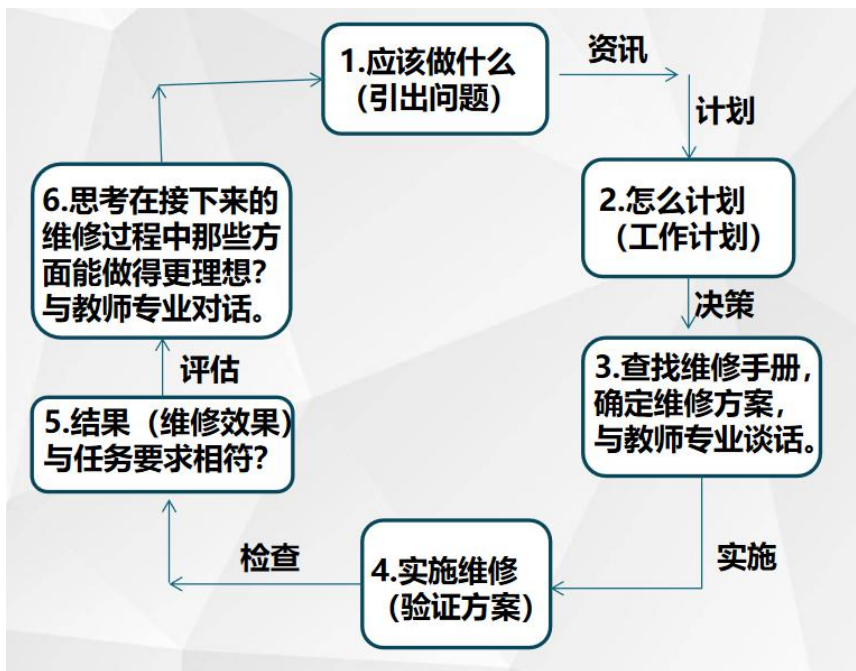 1.应该做什么
（引出问题）
资讯
计划
2.怎么计划
（工作计划）
决策
3.查找维修手册，
确定维修方案，
与教师专业谈话。
实施
4.实施维修
（验证方案）
检查
5.结果（维修效果）
与任务要求相符？
评估
6.思考在接下来的
维修过程中那些方
面能做得更理想？
与教师专业对话。